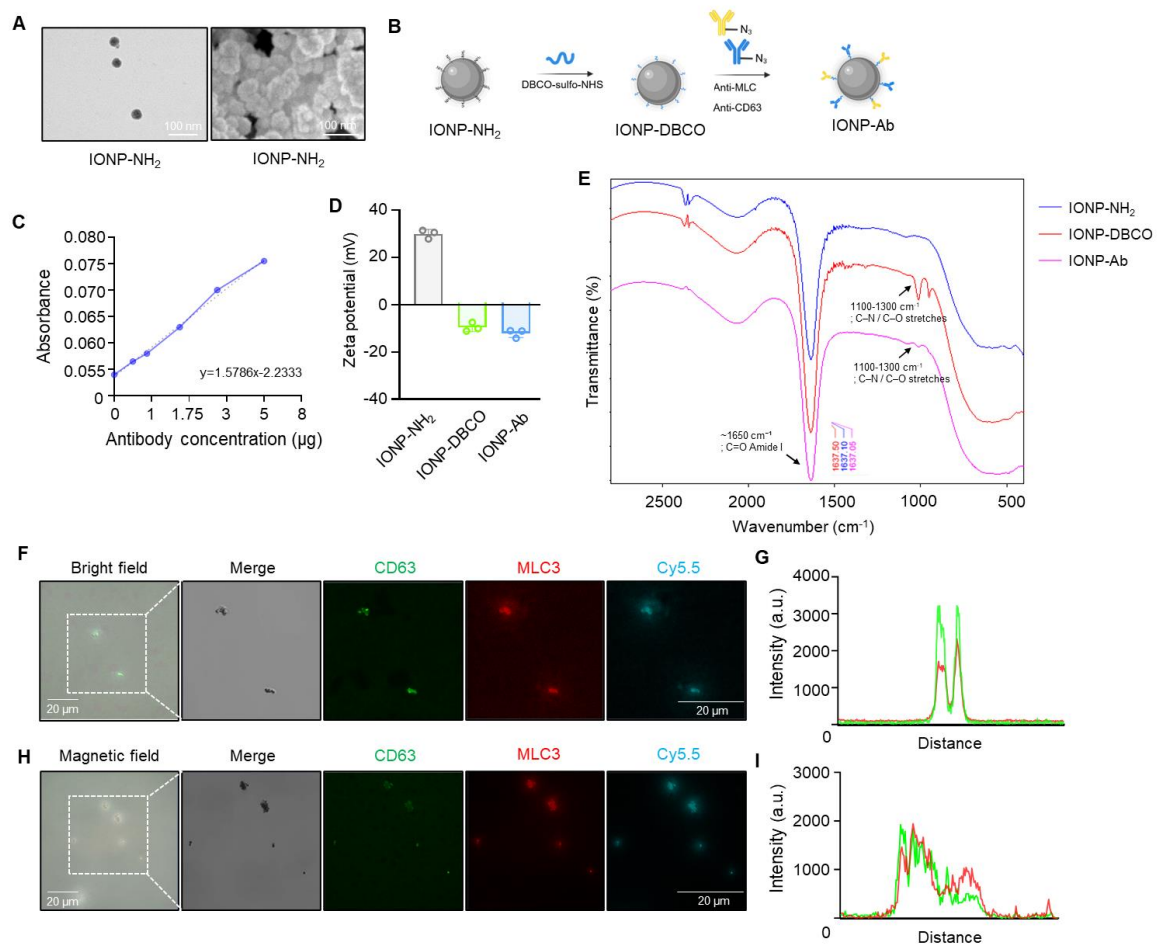 A
100 nm
100 nm
IONP-NH₂
IONP-NH₂
B
N₃
N₃
DBCO-sulfo-NHS
Anti-MLC
Anti-CD63
IONP-NH₂
IONP-DBCO
IONP-Ab
C
0.080
0.075
0.070
0.065
0.060
0.055
0
Absorbance
y=1.5786x-2.2333
0 1 1.75 3 5 8
Antibody concentration (µg)
D
40
20
0
-20
-40
Zeta potential (mV)
IONP-NH₂
IONP-DBCO
IONP-Ab
E
IONP-NH₂
IONP-DBCO
IONP-Ab
Transmittance (%)
1100-1300 cm⁻¹
; C–N / C–O stretches
1100-1300 cm⁻¹
; C–N / C–O stretches
~1650 cm⁻¹
; C=O Amide I
1637.50
1637.10
1637.05
2500 2000 1500 1000 500
Wavenumber (cm⁻¹)
F
Bright field
Merge
CD63
MLC3
Cy5.5
20 µm
20 µm
G
4000
3000
2000
1000
0
Intensity (a.u.)
Distance
H
Magnetic field
Merge
CD63
MLC3
Cy5.5
20 µm
20 µm
I
3000
2000
1000
0
Intensity (a.u.)
Distance